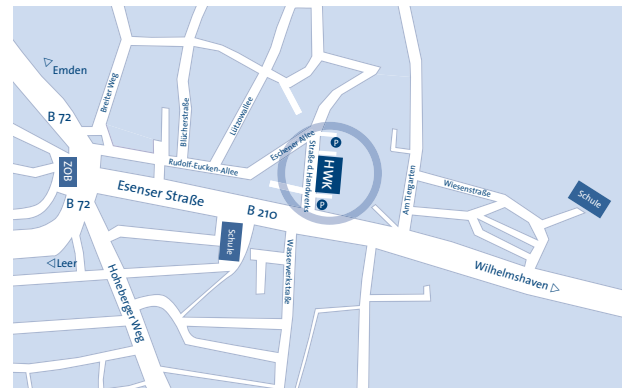 Emden
B 72
Breiter Weg
Blücherstraße
Lützowallee
Eschener Allee
P
Straße d. Handwerks
HWK
P
Rudolf-Eucken-Allee
ZOB
B 72
Esenser Straße
B 210
Am Tiegarten
Wiesenstraße
Schule
Schule
Leer
Hoheberger Weg
Wasserwerkstraße
Wilhelmshaven